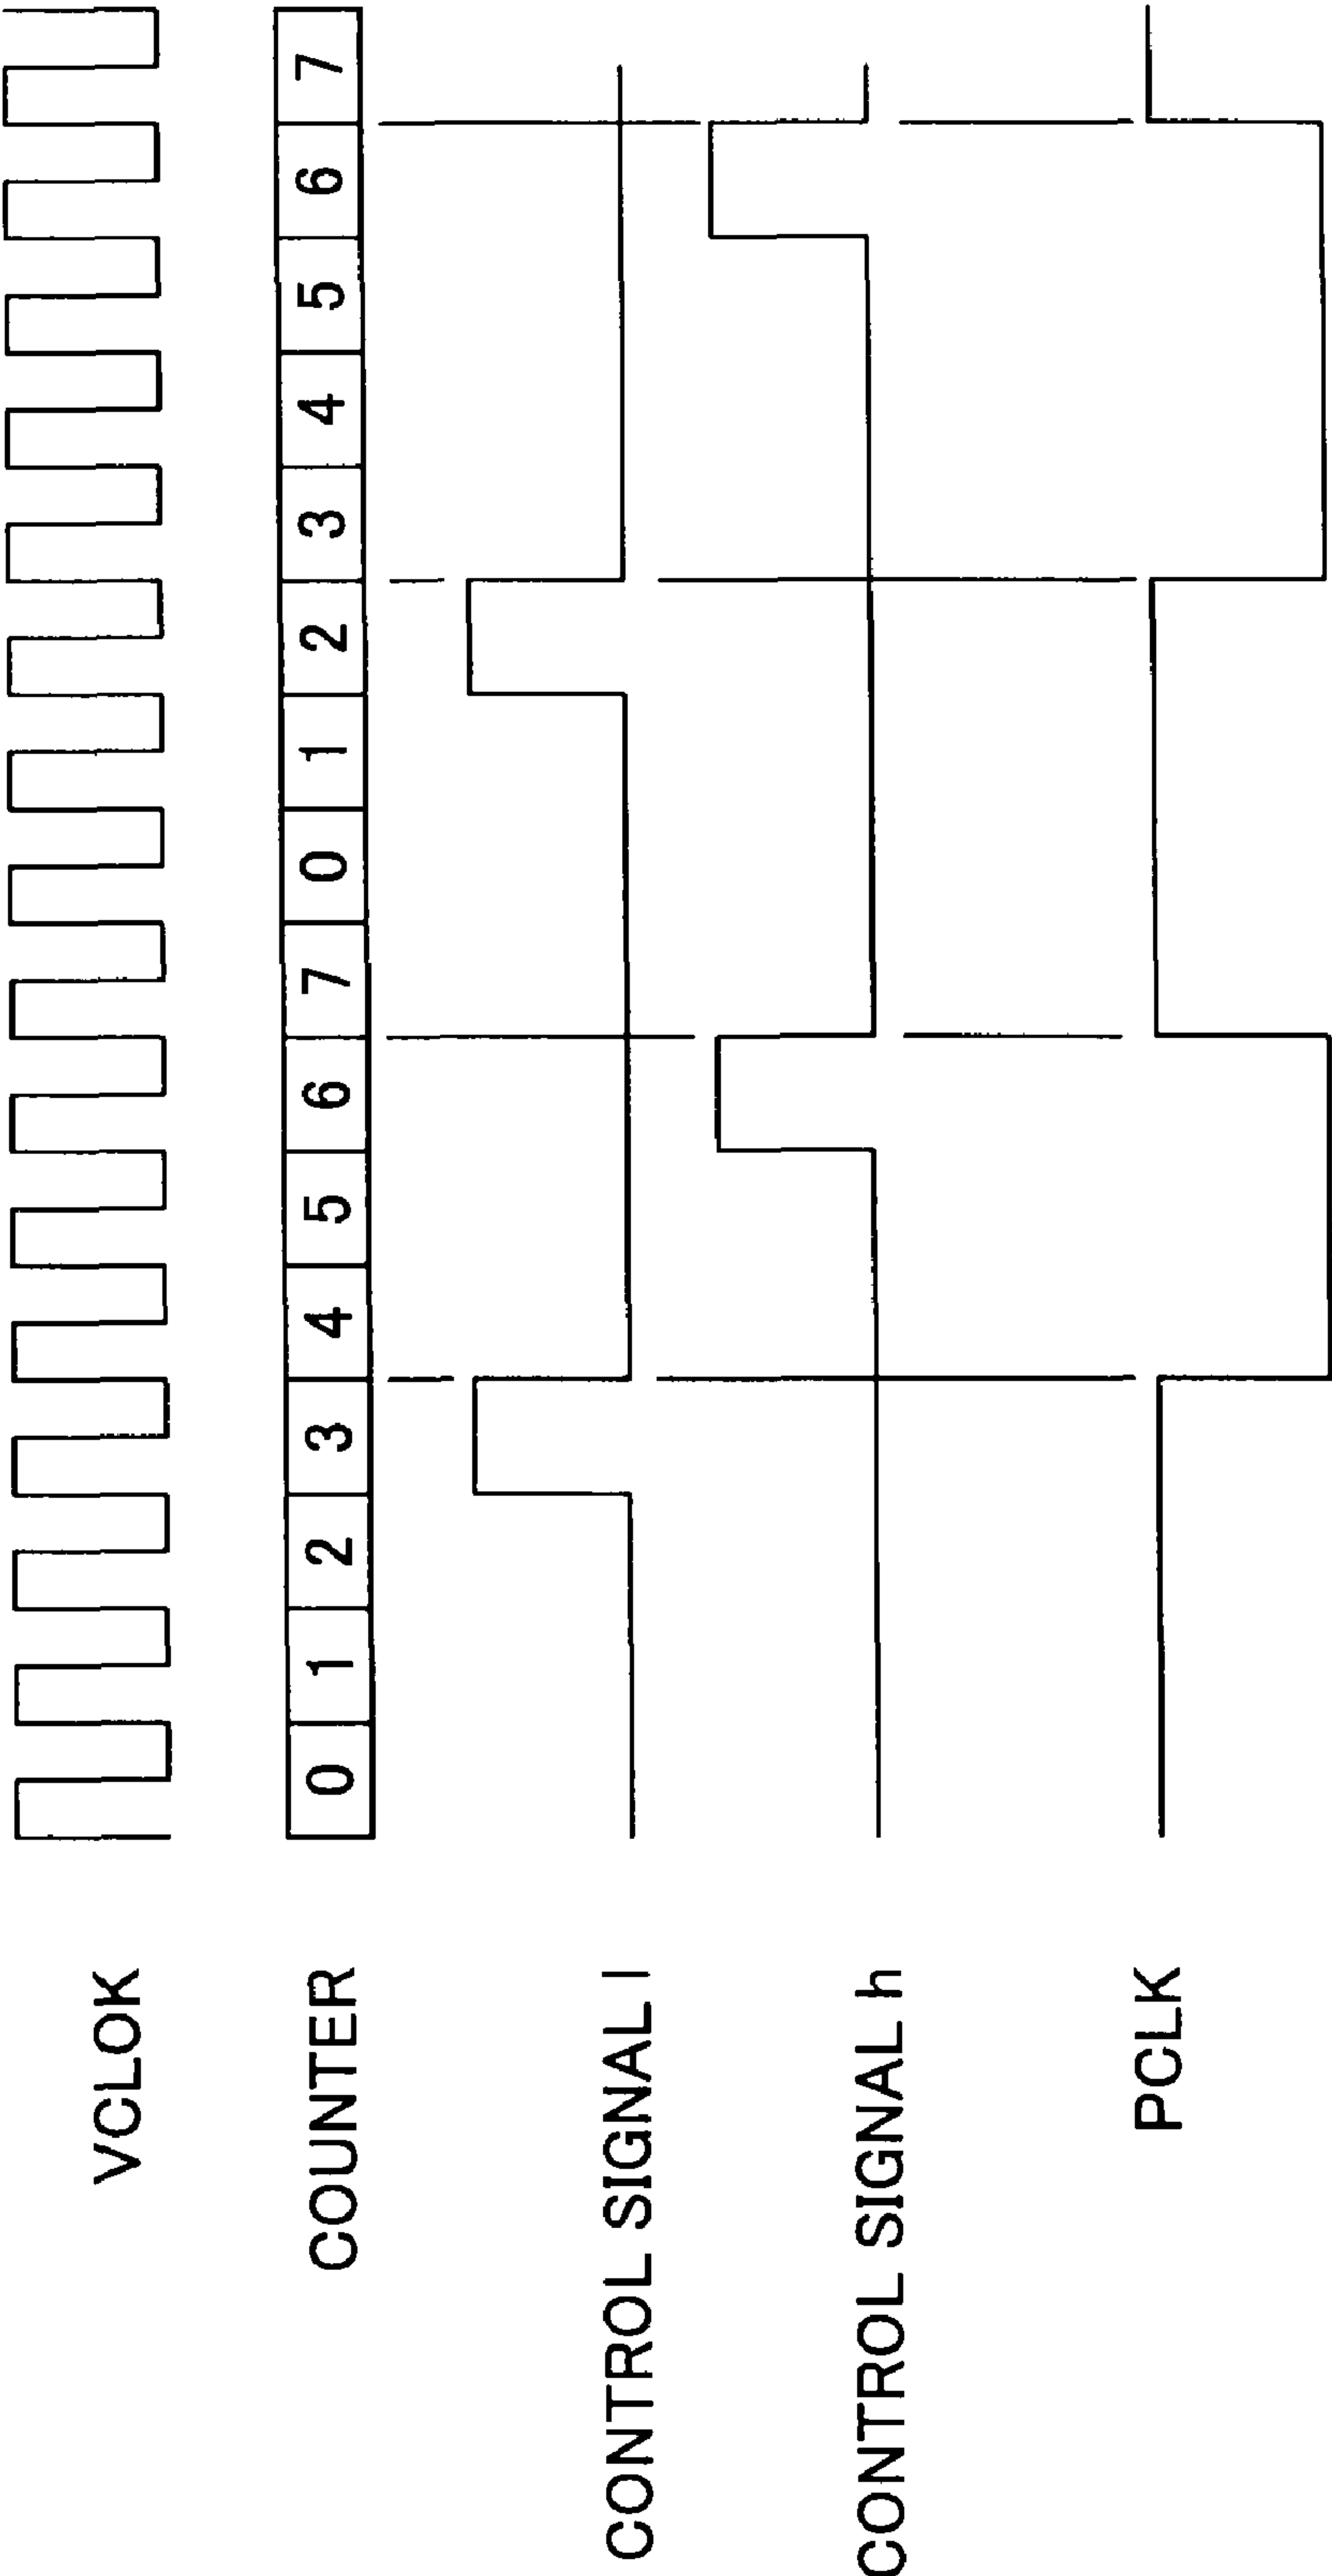 VCLOK
COUNTER 0 1 2 3 4 5 6 7 0 1 2 3 4 5 6 7
CONTROL SIGNAL l
CONTROL SIGNAL h
PCLK